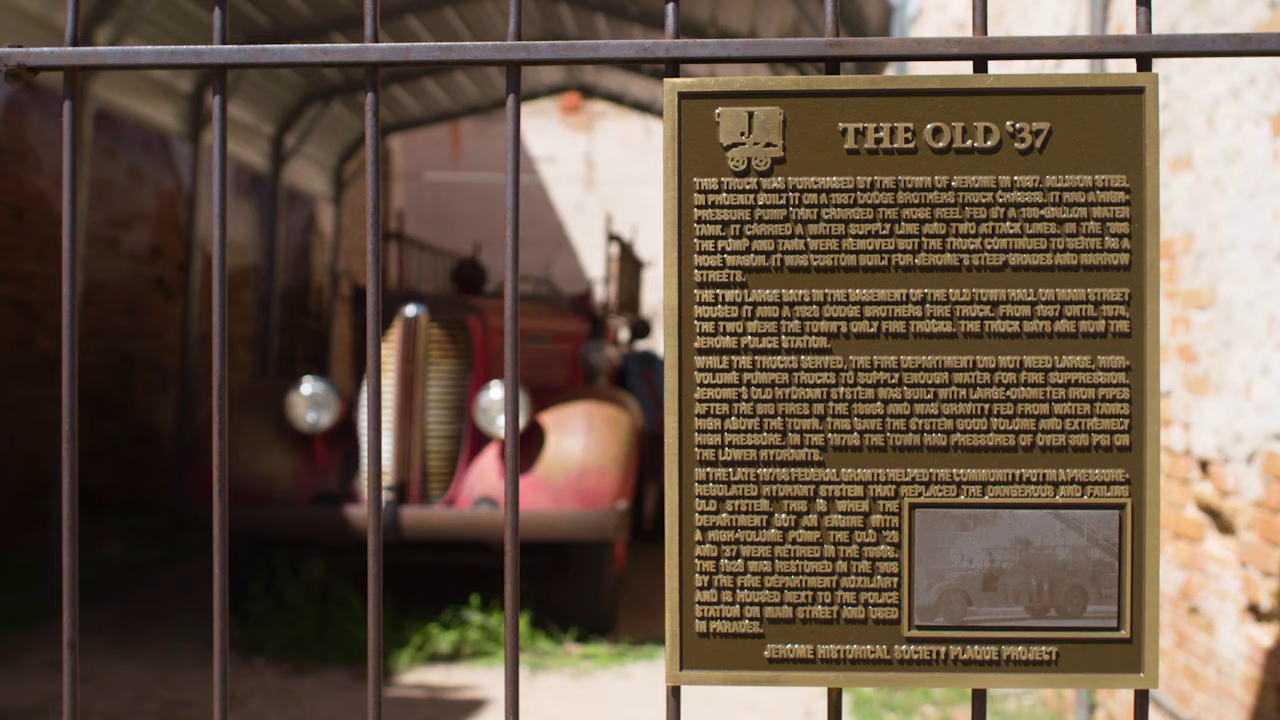 J
THE OLD '37
THIS TRUCK WAS PURCHASED BY THE TOWN OF JEROME IN 1937. ALLISON STEEL
IN PHOENIX BUILT IT ON A 1937 DODGE BROTHERS TRUCK CHASSIS. IT HAD A HIGH-
PRESSURE PUMP THAT CHARGED THE HOSE REEL FED BY A 180-GALLON WATER
TANK. IT CARRIED A WATER SUPPLY LINE AND TWO ATTACK LINES. IN THE '60S
THE PUMP AND TANK WERE REMOVED BUT THE TRUCK CONTINUED TO SERVE AS A
HOSE WAGON. IT WAS CUSTOM BUILT FOR JEROME'S STEEP GRADES AND NARROW
STREETS.
THE TWO LARGE BAYS IN THE BASEMENT OF THE OLD TOWN HALL ON MAIN STREET
HOUSED IT AND A 1928 DODGE BROTHERS FIRE TRUCK. FROM 1937 UNTIL 1974,
THE TWO WERE THE TOWN'S ONLY FIRE TRUCKS. THE TRUCK BAYS ARE NOW THE
JEROME POLICE STATION.
WHILE THE TRUCKS SERVED, THE FIRE DEPARTMENT DID NOT NEED LARGE, HIGH-
VOLUME PUMPER TRUCKS TO SUPPLY ENOUGH WATER FOR FIRE SUPPRESSION.
JEROME'S OLD HYDRANT SYSTEM WAS BUILT WITH LARGE-DIAMETER IRON PIPES
AFTER THE BIG FIRES IN THE 1890S AND WAS GRAVITY FED FROM WATER TANKS
HIGH ABOVE THE TOWN. THIS GAVE THE SYSTEM GOOD VOLUME AND EXTREMELY
HIGH PRESSURE. IN THE 1970S THE TOWN HAD PRESSURES OF OVER 300 PSI ON
THE LOWER HYDRANTS.
IN THE LATE 1970S FEDERAL GRANTS HELPED THE COMMUNITY PUT IN A PRESSURE-
REGULATED HYDRANT SYSTEM THAT REPLACED THE DANGEROUS AND FAILING
OLD SYSTEM. THIS IS WHEN THE
DEPARTMENT GOT AN ENGINE WITH
A HIGH-VOLUME PUMP. THE OLD '28
AND '37 WERE RETIRED IN THE 1980S.
THE 1928 WAS RESTORED IN THE '90S
BY THE FIRE DEPARTMENT AUXILIARY
AND IS HOUSED NEXT TO THE POLICE
STATION ON MAIN STREET AND USED
IN PARADES.
JEROME HISTORICAL SOCIETY PLAQUE PROJECT